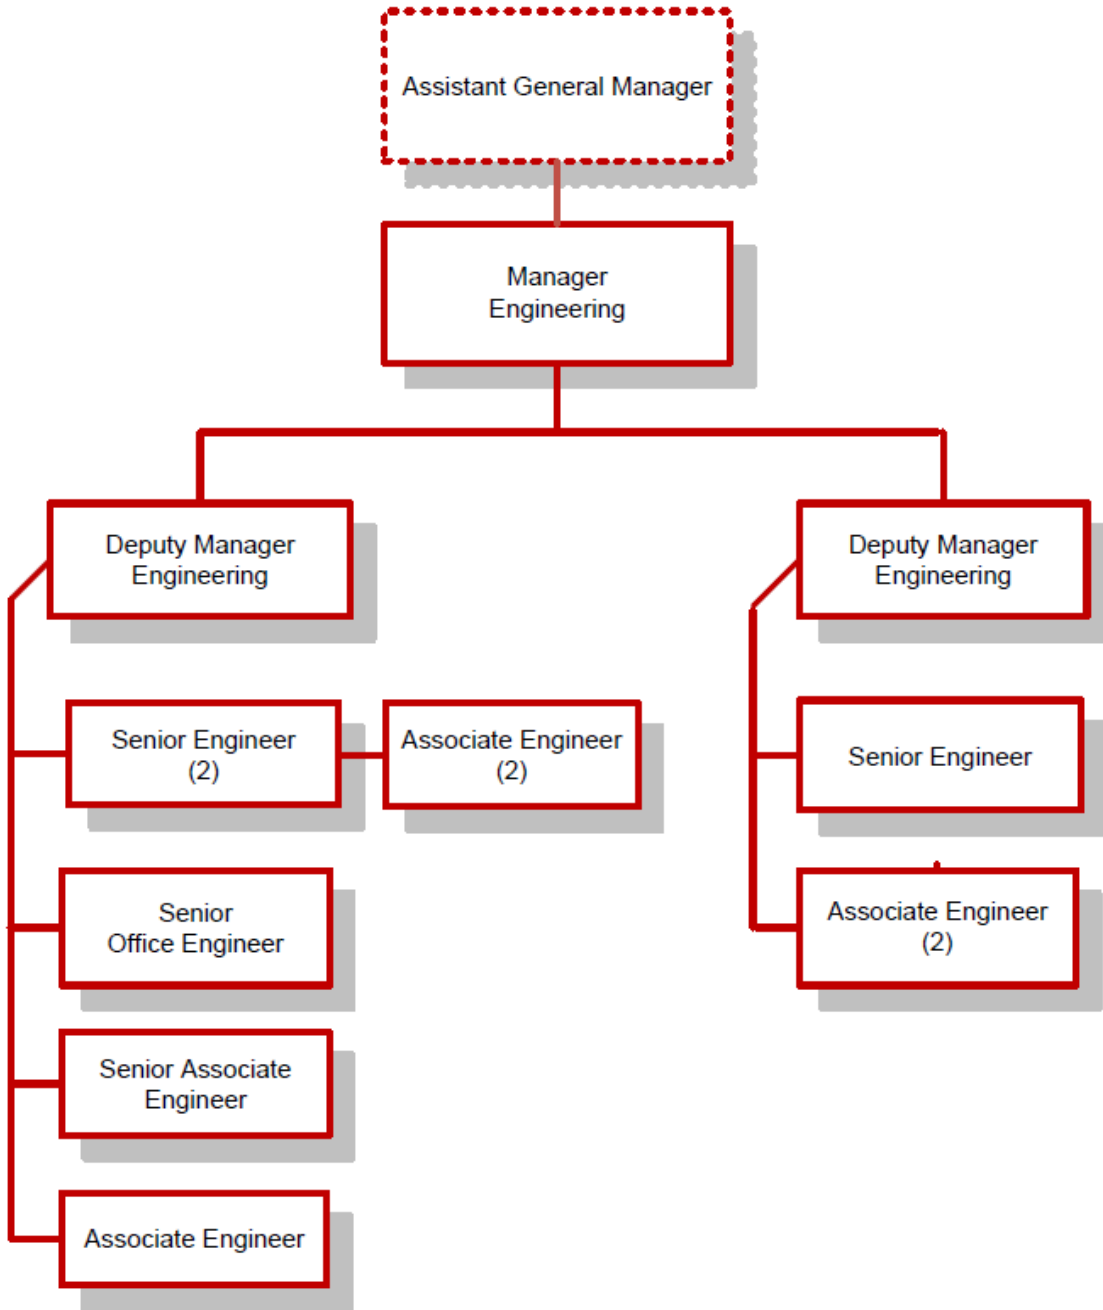 Assistant General Manager
Manager
Engineering
Deputy Manager
Engineering
Deputy Manager
Engineering
Senior Engineer
(2)
Associate Engineer
(2)
Senior Engineer
Senior
Office Engineer
Associate Engineer
(2)
Senior Associate
Engineer
Associate Engineer